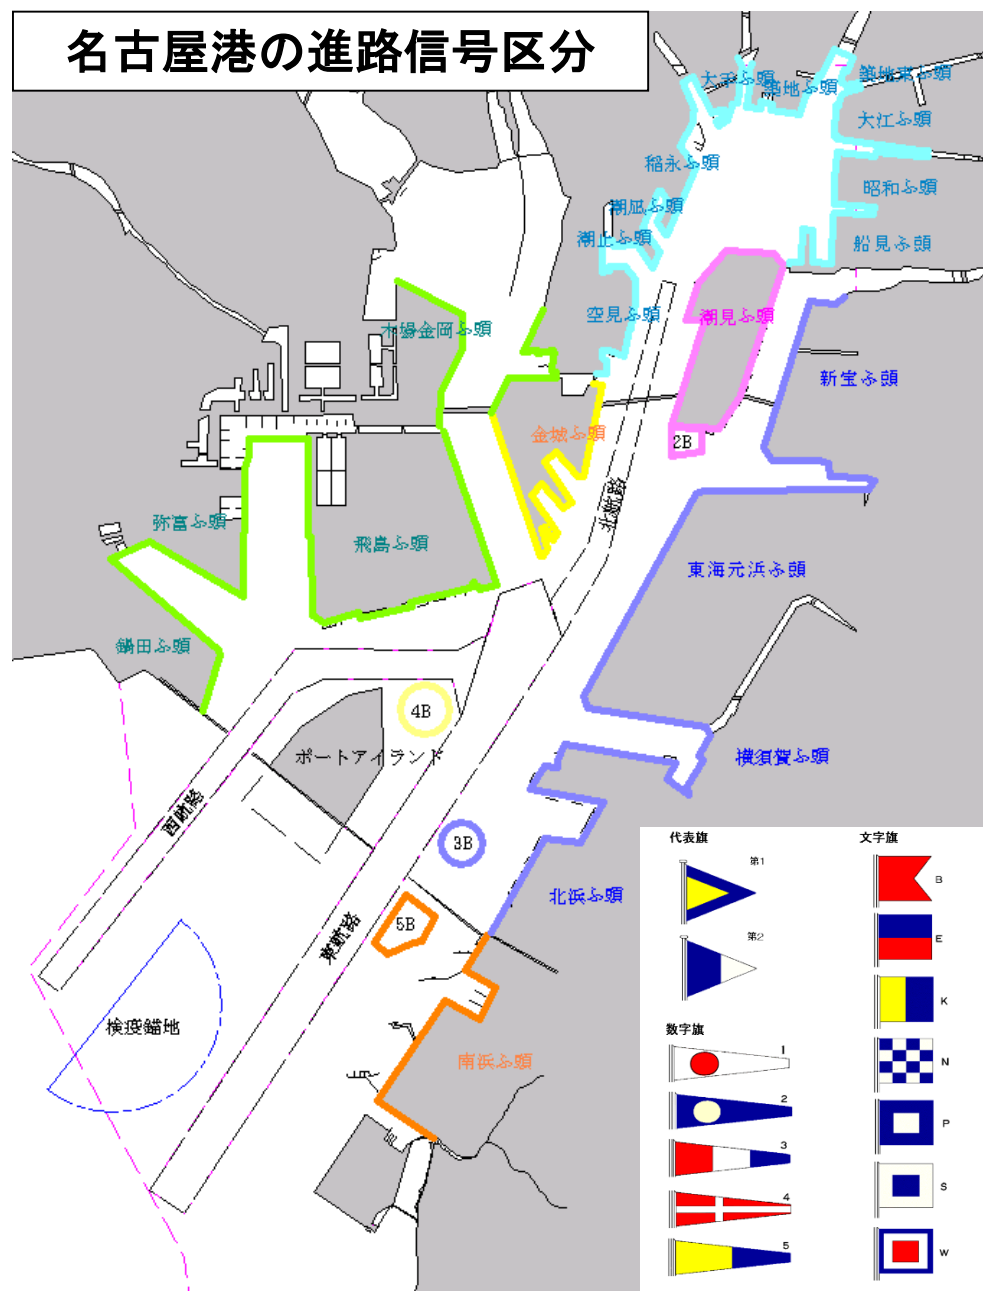 名古屋港の進路信号区分
大手ふ頭
築地ふ頭
築地東ふ頭
大江ふ頭
稲永ふ頭
昭和ふ頭
潮凪ふ頭
潮止ふ頭
船見ふ頭
空見ふ頭
潮見ふ頭
木場金岡ふ頭
新宝ふ頭
金城ふ頭
2B
北航路
弥富ふ頭
飛島ふ頭
東海元浜ふ頭
鍋田ふ頭
4B
ポートアイランド
横須賀ふ頭
西航路
3B
北浜ふ頭
5B
東航路
検疫錨地
南浜ふ頭
代表旗
第1
第2
数字旗
1
2
3
4
5
文字旗
B
E
K
N
P
S
W